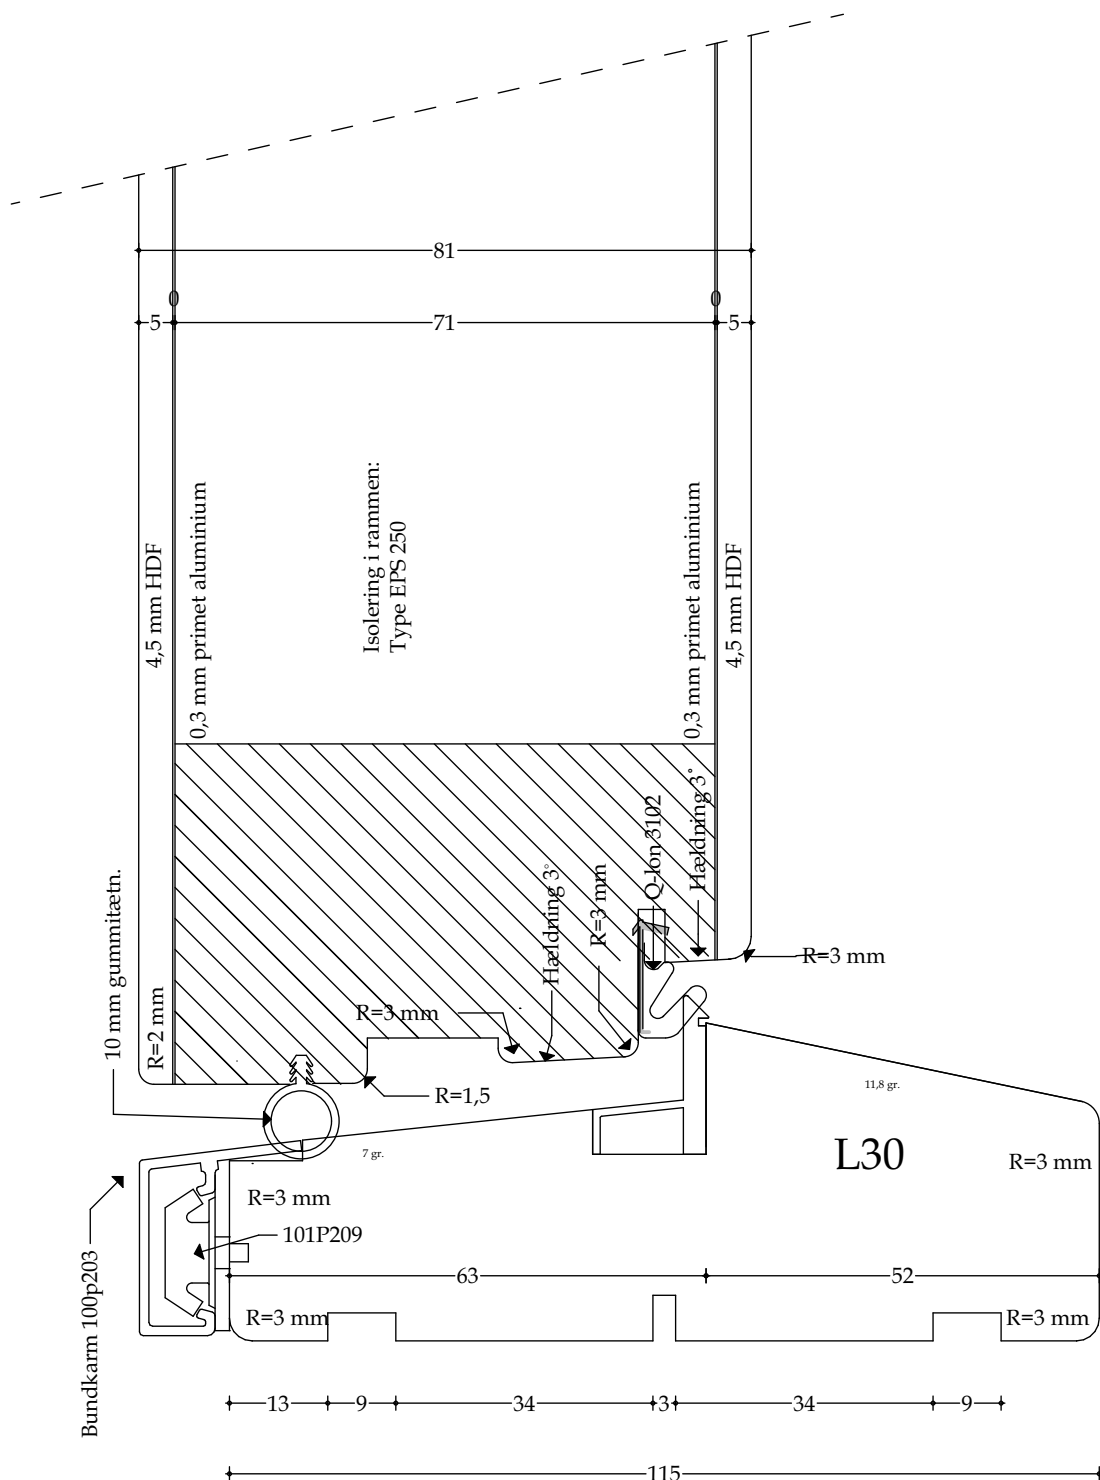 81
0
0
5
71
5
Isolering i rammen:
Type EPS 250
4,5 mm HDF
0,3 mm primet aluminium
0,3 mm primet aluminium
4,5 mm HDF
10 mm gummitætn.
R=2 mm
R=3 mm
Hældning 3°
R=3 mm
Q-lon 3102
Hældning 3°
R=3 mm
R=1,5
11,8 gr.
7 gr.
L30
R=3 mm
R=3 mm
101P209
Bundkarm 100p203
63
52
R=3 mm
R=3 mm
13
9
34
3
34
9
115